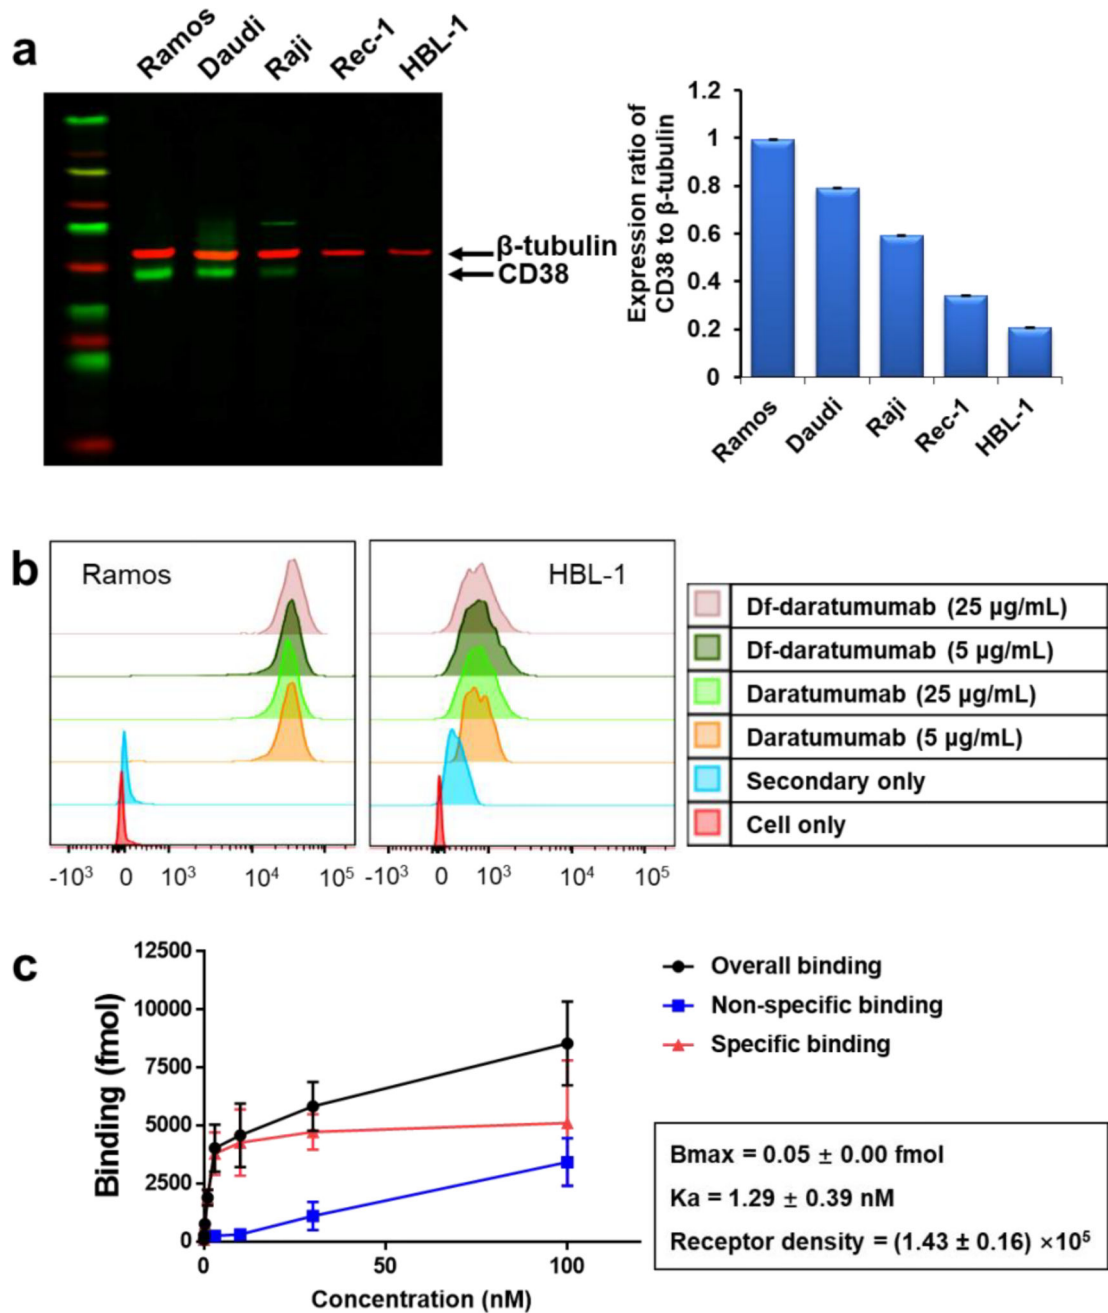 a
Ramos
Daudi
Raji
Rec-1
HBL-1
β-tubulin
CD38
Expression ratio of
CD38 to β-tubulin
1.2
1
0.8
0.6
0.4
0.2
0
Ramos
Daudi
Raji
Rec-1
HBL-1
b
Ramos
HBL-1
-10³ 0 10³ 10⁴ 10⁵
-10³ 0 10³ 10⁴ 10⁵
Df-daratumumab (25 µg/mL)
Df-daratumumab (5 µg/mL)
Daratumumab (25 µg/mL)
Daratumumab (5 µg/mL)
Secondary only
Cell only
c
Binding (fmol)
12500
10000
7500
5000
2500
0
0 50 100
Concentration (nM)
Overall binding
Non-specific binding
Specific binding
Bmax = 0.05 ± 0.00 fmol
Ka = 1.29 ± 0.39 nM
Receptor density = (1.43 ± 0.16) ×10⁵